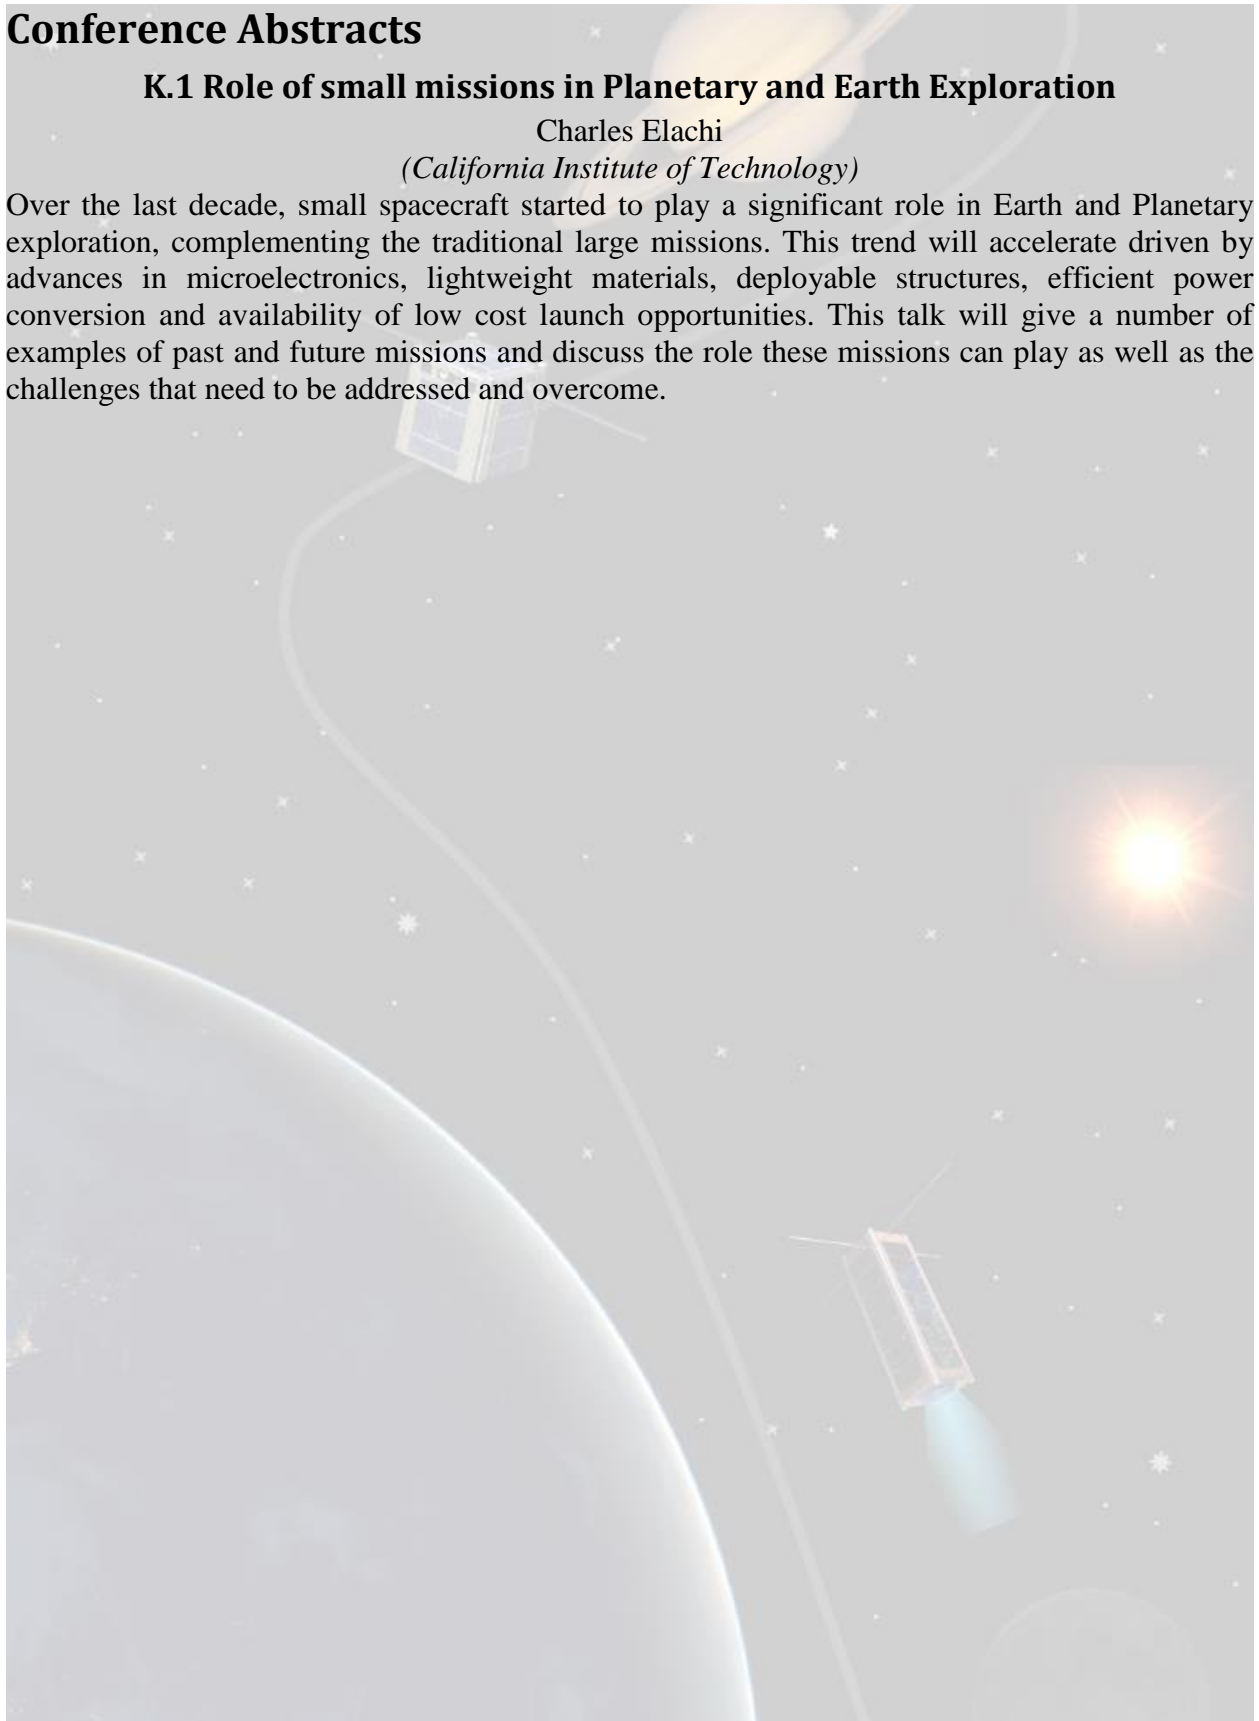 Conference Abstracts
K.1 Role of small missions in Planetary and Earth Exploration
Charles Elachi
(California Institute of Technology)
Over the last decade, small spacecraft started to play a significant role in Earth and Planetary
exploration, complementing the traditional large missions. This trend will accelerate driven by
advances in microelectronics, lightweight materials, deployable structures, efficient power
conversion and availability of low cost launch opportunities. This talk will give a number of
examples of past and future missions and discuss the role these missions can play as well as the
challenges that need to be addressed and overcome.